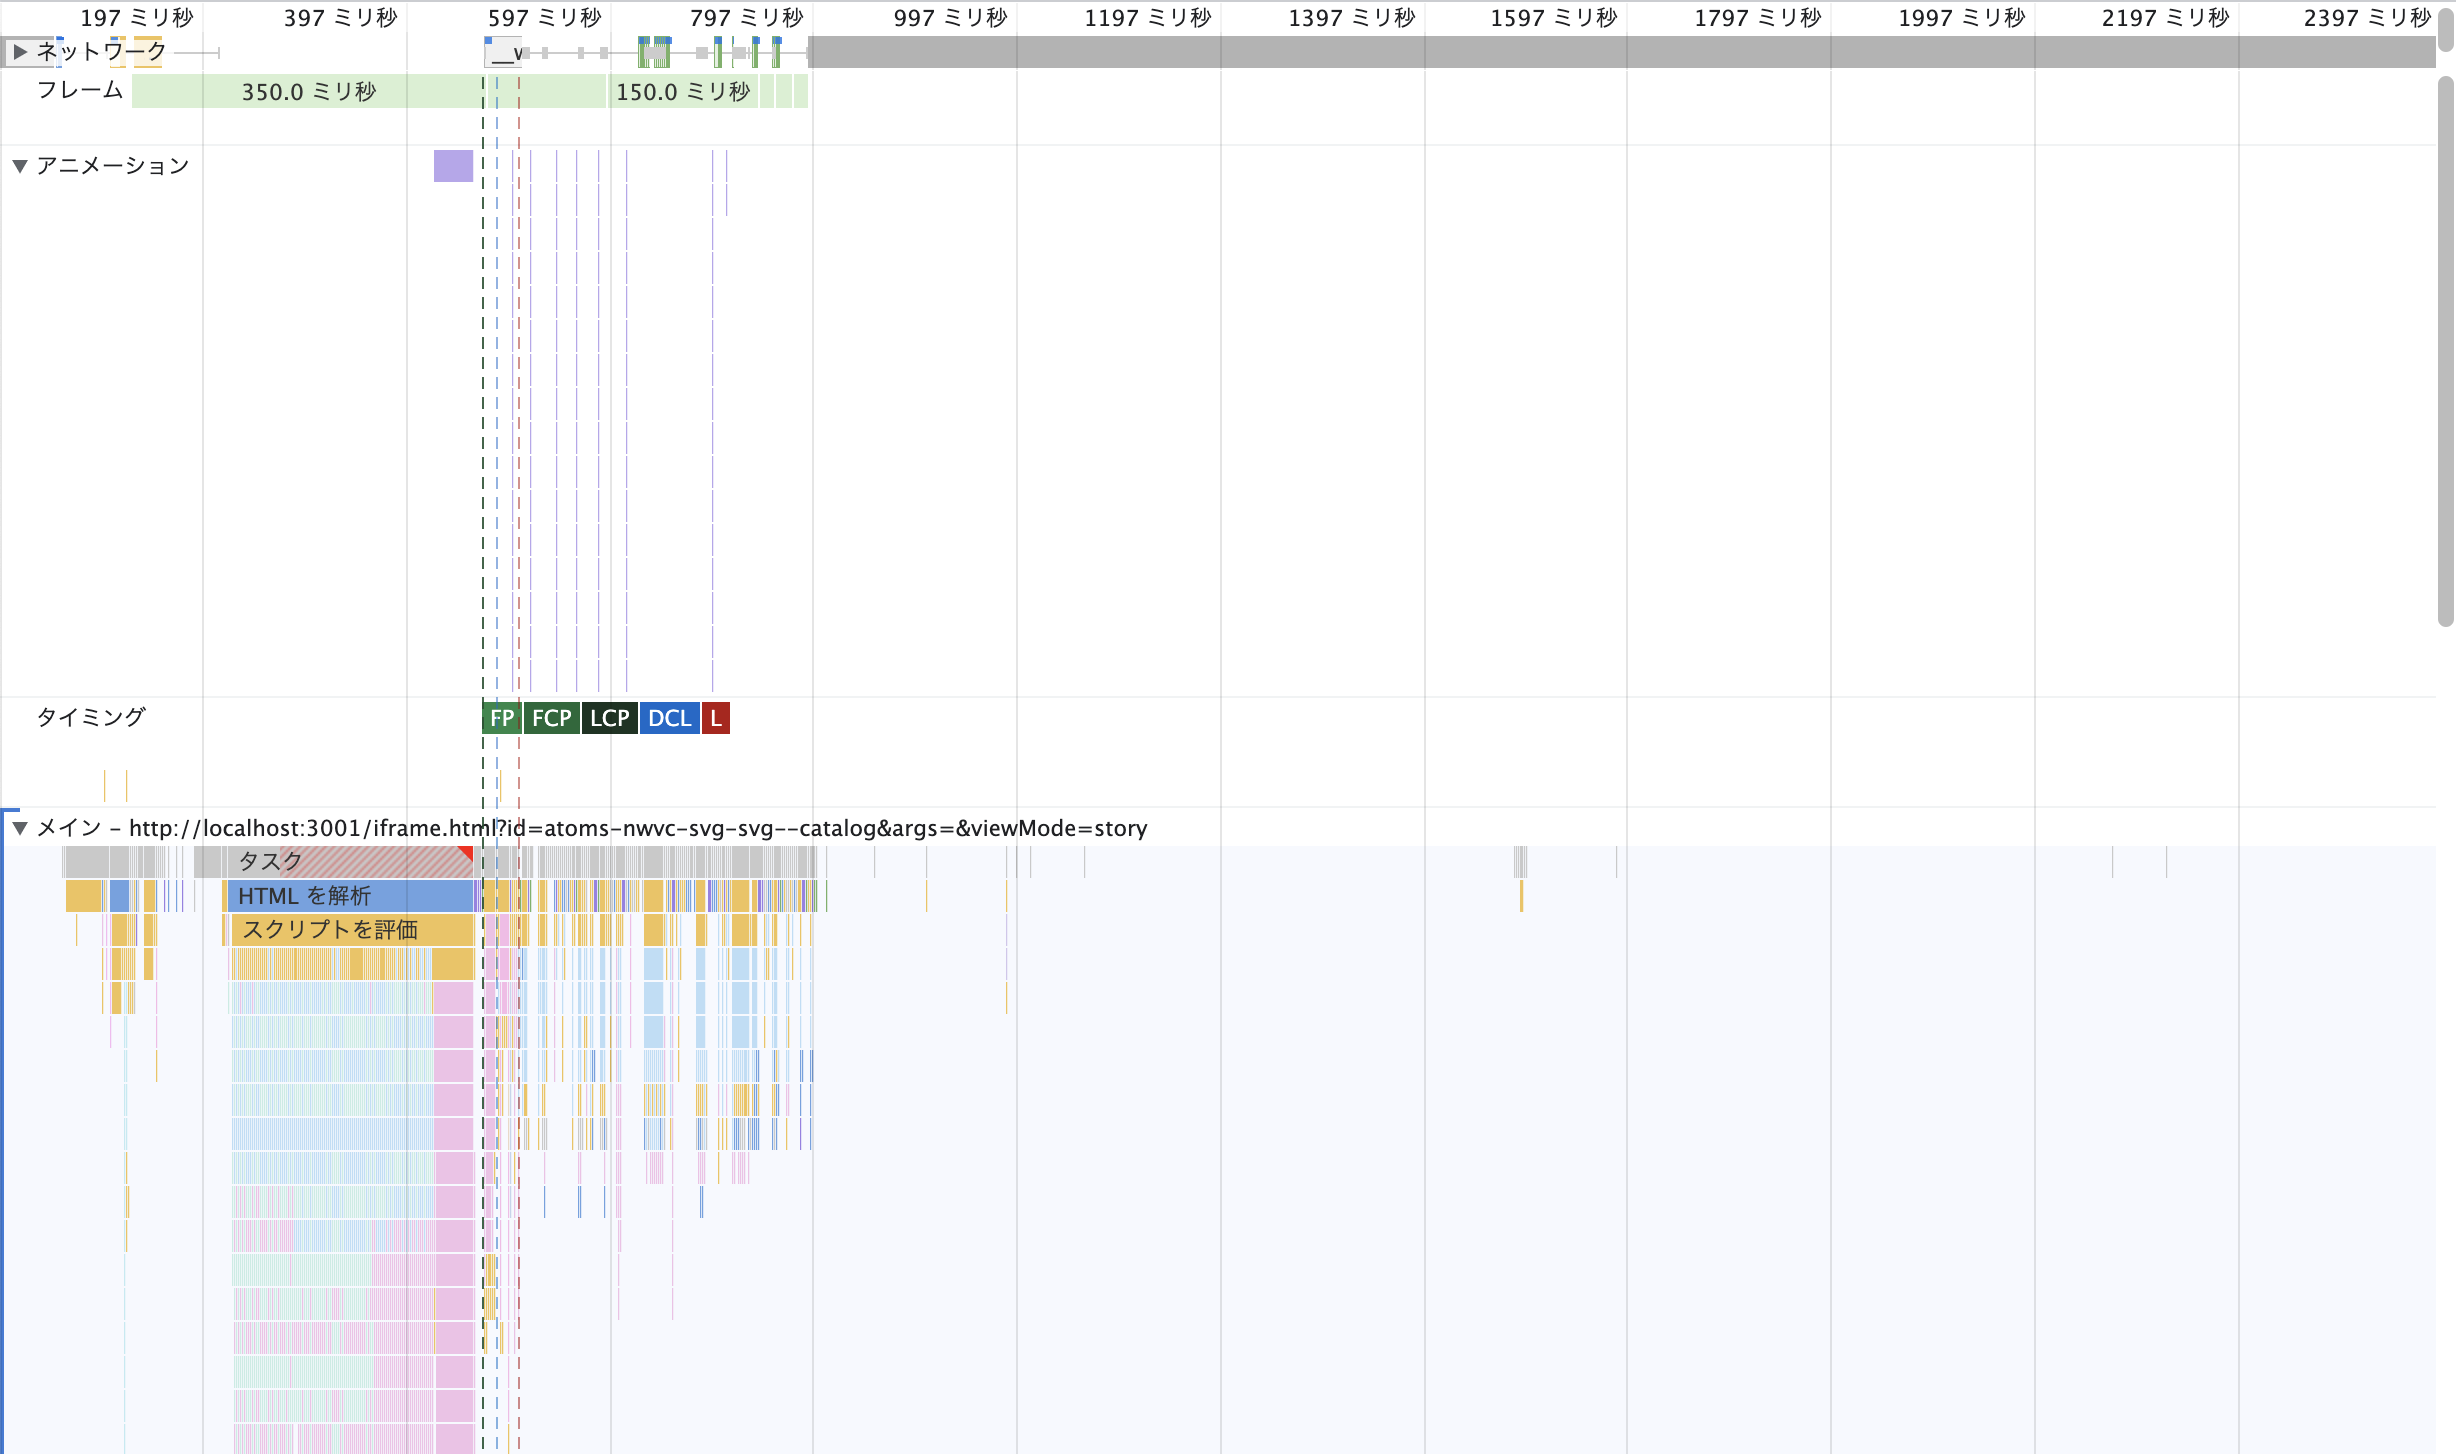 197 ミリ秒 397 ミリ秒 597 ミリ秒 797 ミリ秒 997 ミリ秒 1197 ミリ秒 1397 ミリ秒 1597 ミリ秒 1797 ミリ秒 1997 ミリ秒 2197 ミリ秒 2397 ミリ秒
ネットワーク
フレーム 350.0 ミリ秒 150.0 ミリ秒
アニメーション
タイミング FP FCP LCP DCL L
メイン – http://localhost:3001/iframe.html?id=atoms-nwvc-svg-svg--catalog&args=&viewMode=story
タスク
HTML を解析
スクリプトを評価